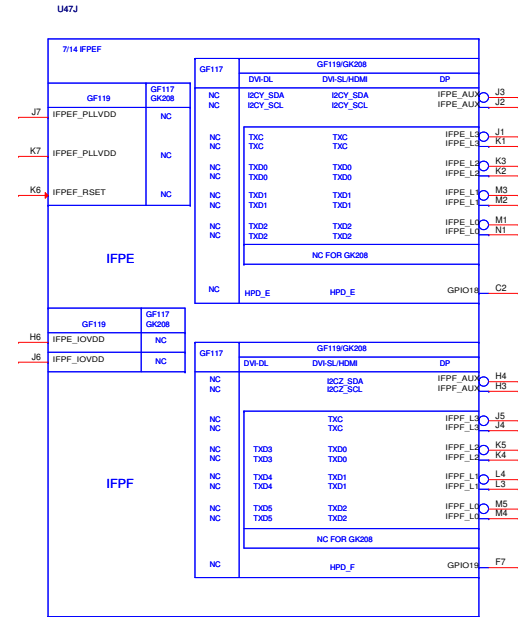 U47J
7/14 IFPEF
GF117 GF119/GK208
DVI-DL DVI-SL/HDMI DP
GF119 GF117 GK208
J7 IFPEF_PLLVDD NC
K7 IFPEF_PLLVDD NC
K6 IFPEF_RSET NC
NC I2CY_SDA I2CY_SDA IFPE_AUX J3
NC I2CY_SCL I2CY_SCL IFPE_AUX J2
NC TXC TXC IFPE_L3 J1
NC TXC TXC IFPE_L3 K1
NC TXD0 TXD0 IFPE_L2 K3
NC TXD0 TXD0 IFPE_L2 K2
NC TXD1 TXD1 IFPE_L1 M3
NC TXD1 TXD1 IFPE_L1 M2
NC TXD2 TXD2 IFPE_L0 M1
NC TXD2 TXD2 IFPE_L0 N1
NC FOR GK208
IFPE
NC HPD_E HPD_E GPIO18 C2
GF119 GF117 GK208
H6 IFPE_IOVDD NC
J6 IFPF_IOVDD NC
GF117 GF119/GK208
DVI-DL DVI-SL/HDMI DP
NC I2CZ_SDA IFPF_AUX H4
NC I2CZ_SCL IFPF_AUX H3
NC TXC IFPF_L3 J5
NC TXC IFPF_L3 J4
NC TXD3 TXD0 IFPF_L2 K5
NC TXD3 TXD0 IFPF_L2 K4
NC TXD4 TXD1 IFPF_L1 L4
NC TXD4 TXD1 IFPF_L1 L3
IFPF
NC TXD5 TXD2 IFPF_L0 M5
NC TXD5 TXD2 IFPF_L0 M4
NC FOR GK208
NC HPD_F GPIO19 F7